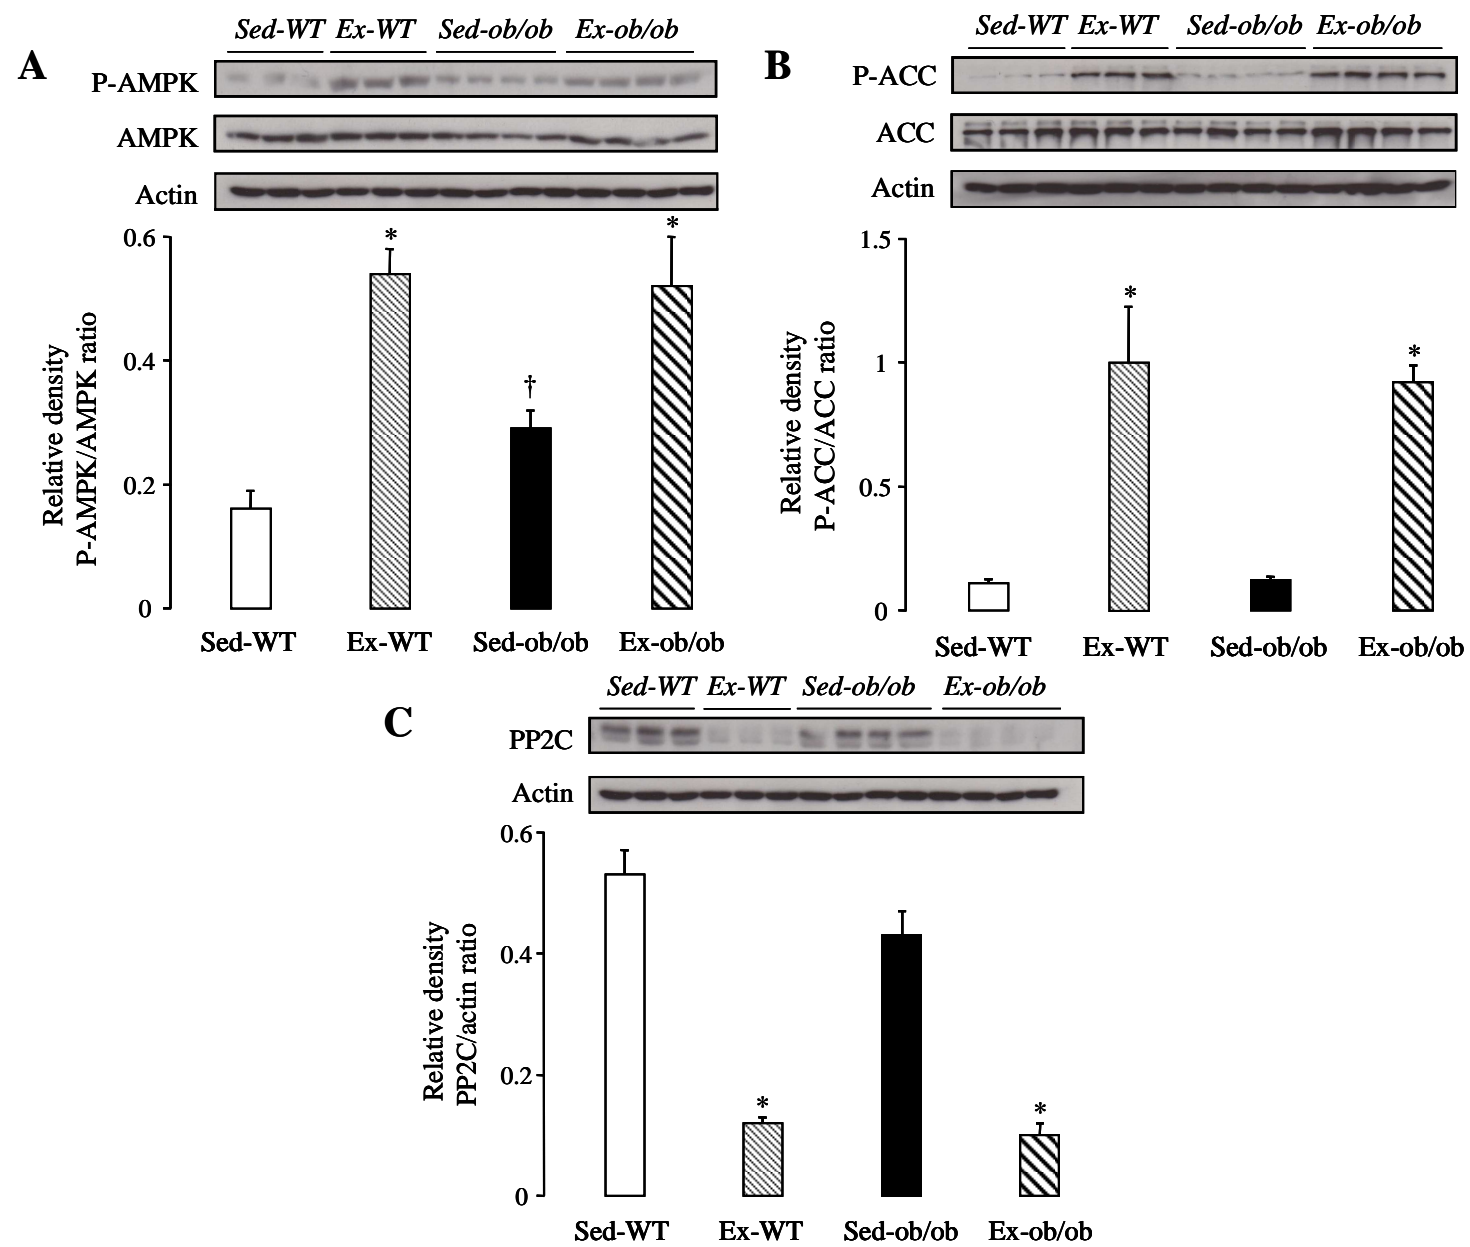 Sed-WT Ex-WT Sed-ob/ob Ex-ob/ob
A
P-AMPK
AMPK
Actin
*
*
†
0.6
0.4
0.2
0
Relative density
P-AMPK/AMPK ratio
Sed-WT Ex-WT Sed-ob/ob Ex-ob/ob
Sed-WT Ex-WT Sed-ob/ob Ex-ob/ob
B
P-ACC
ACC
Actin
*
*
1.5
1
0.5
0
Relative density
P-ACC/ACC ratio
Sed-WT Ex-WT Sed-ob/ob Ex-ob/ob
Sed-WT Ex-WT Sed-ob/ob Ex-ob/ob
C
PP2C
Actin
0.6
0.4
0.2
0
*
*
Relative density
PP2C/actin ratio
Sed-WT Ex-WT Sed-ob/ob Ex-ob/ob